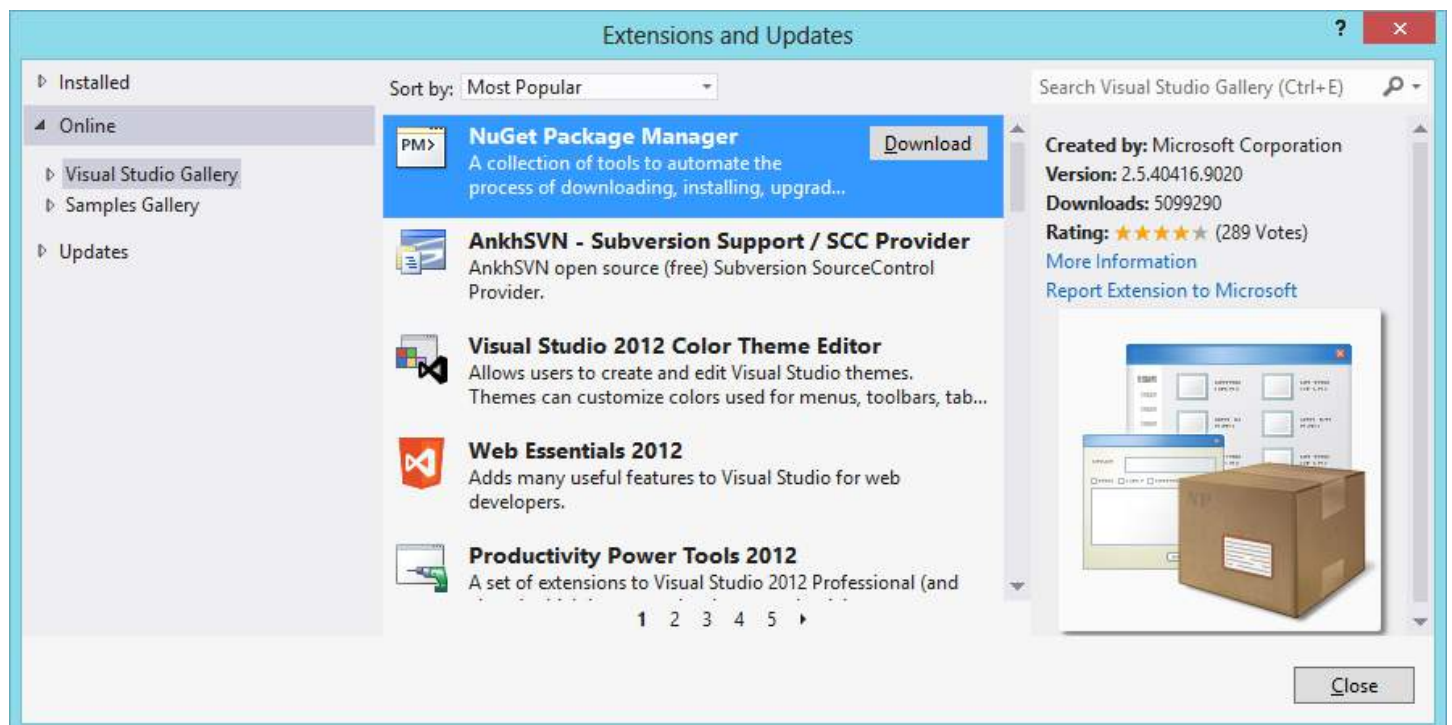 Extensions and Updates
?
Installed
Online
Visual Studio Gallery
Samples Gallery
Updates
Sort by: Most Popular
PM>
NuGet Package Manager
Download
A collection of tools to automate the
process of downloading, installing, upgrad...
AnkhSVN - Subversion Support / SCC Provider
AnkhSVN open source (free) Subversion SourceControl
Provider.
Visual Studio 2012 Color Theme Editor
Allows users to create and edit Visual Studio themes.
Themes can customize colors used for menus, toolbars, tab...
Web Essentials 2012
Adds many useful features to Visual Studio for web
developers.
Productivity Power Tools 2012
A set of extensions to Visual Studio 2012 Professional (and
1 2 3 4 5
Search Visual Studio Gallery (Ctrl+E)
Created by: Microsoft Corporation
Version: 2.5.40416.9020
Downloads: 5099290
Rating: (289 Votes)
More Information
Report Extension to Microsoft
Close